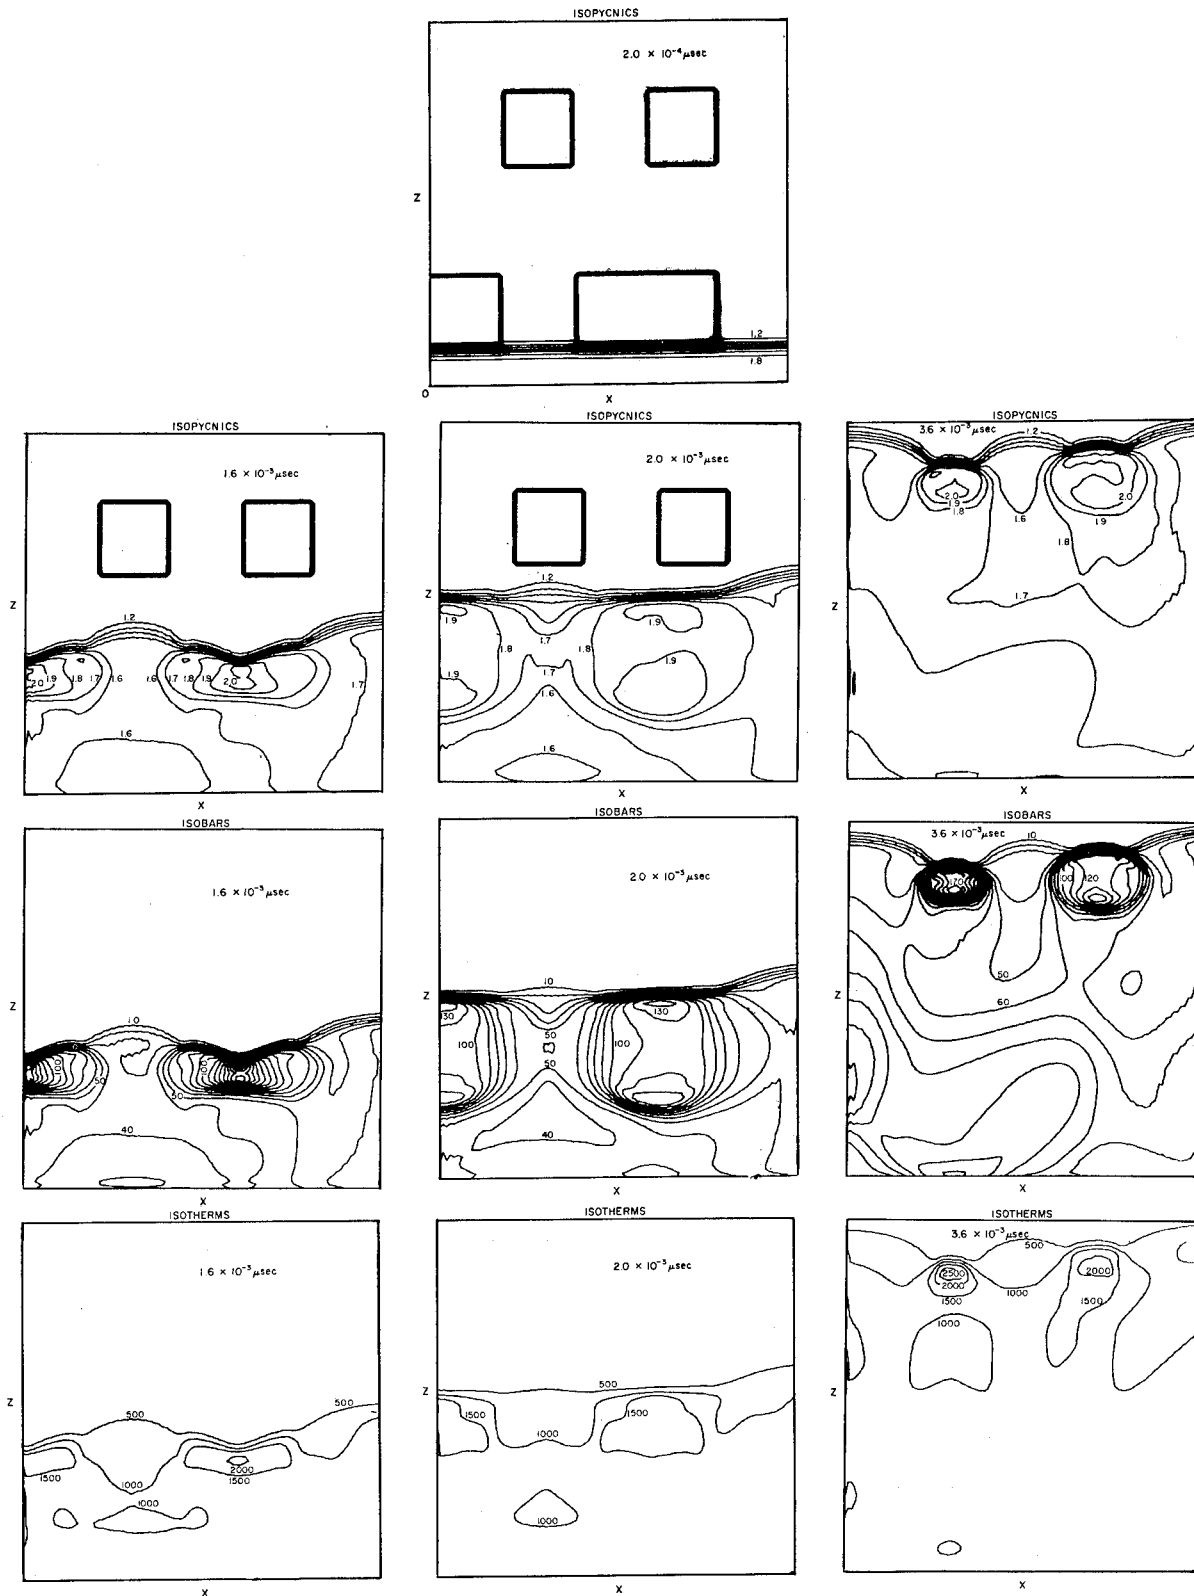 ISOPYCNICS
2.0 × 10⁻⁴ μsec
Z
1.2
1.8
0
X
ISOPYCNICS
1.6 × 10⁻³ μsec
Z
1.2
2.0 1.9 1.8 1.7 1.6
1.6 1.7 1.8 1.9
2.0
1.7
1.6
X
ISOPYCNICS
2.0 × 10⁻³ μsec
Z
1.2
1.9
1.9
1.7
1.8
1.8
1.7
1.9
1.9
1.6
1.6
X
ISOPYCNICS
3.6 × 10⁻³ μsec
1.2
2.0
1.9
1.8
1.6
2.0
1.9
1.8
1.7
Z
X
ISOBARS
1.6 × 10⁻³ μsec
Z
10
100
50
100
50
40
X
ISOBARS
2.0 × 10⁻³ μsec
Z
10
130
130
100
50
100
50
40
X
ISOBARS
3.6 × 10⁻³ μsec
10
170
100 120
50
60
Z
X
ISOTHERMS
1.6 × 10⁻³ μsec
Z
500
500
1500
1000
2000
1500
1000
X
ISOTHERMS
2.0 × 10⁻³ μsec
Z
500
1500
1500
1000
1000
X
ISOTHERMS
3.6 × 10⁻³ μsec
500
2500
2000
1500
1000
1000
2000
1500
Z
X